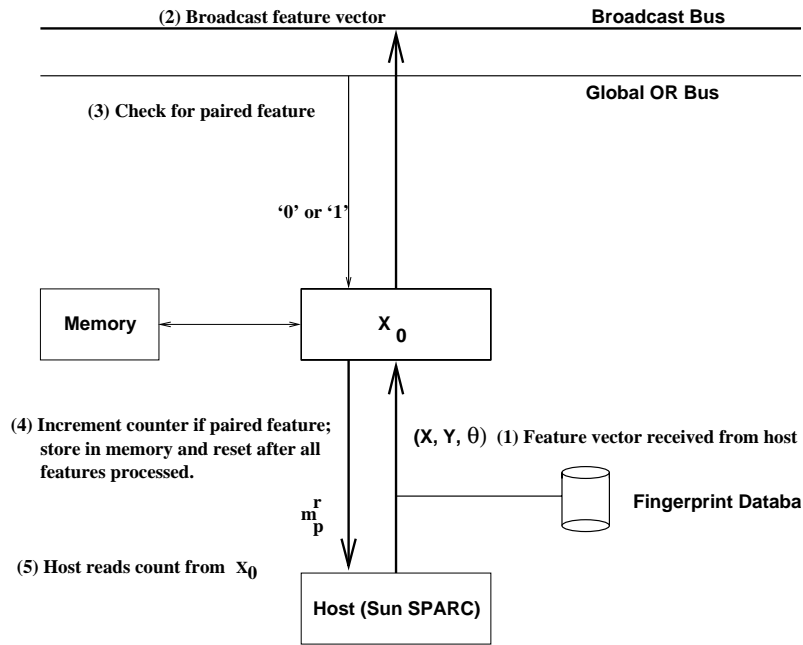 (2) Broadcast feature vector
Broadcast Bus
Global OR Bus
(3) Check for paired feature
‘0’ or ‘1’
Memory
X 0
(4) Increment counter if paired feature;
store in memory and reset after all
features processed.
(X, Y, θ) (1) Feature vector received from host
m r p
Fingerprint Databa
(5) Host reads count from X0
Host (Sun SPARC)